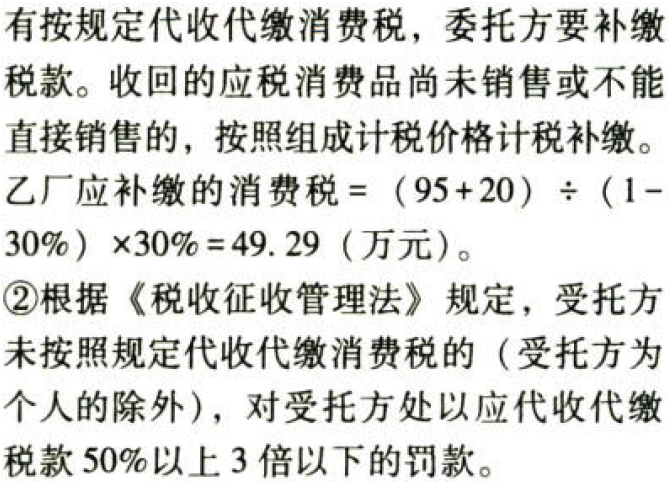 有按规定代收代缴消费税，委托方要补缴
税款。收回的应税消费品尚未销售或不能
直接销售的，按照组成计税价格计税补缴。
乙厂应补缴的消费税=（95+20）÷（1-
30%）×30%=49.29（万元）。
②根据《税收征收管理法》规定，受托方
未按照规定代收代缴消费税的（受托方为
个人的除外），对受托方处以应代收代缴
税款50%以上3倍以下的罚款。